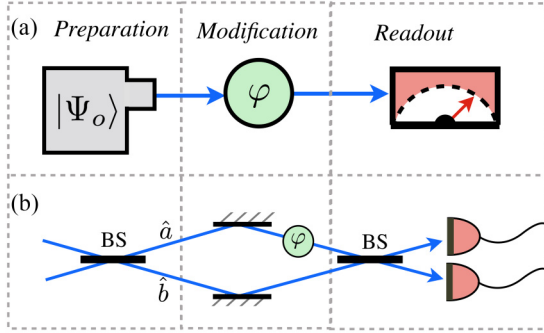 (a) Preparation Modification Readout
|Ψₒ⟩ φ
(b)
BS â φ BS
b̂